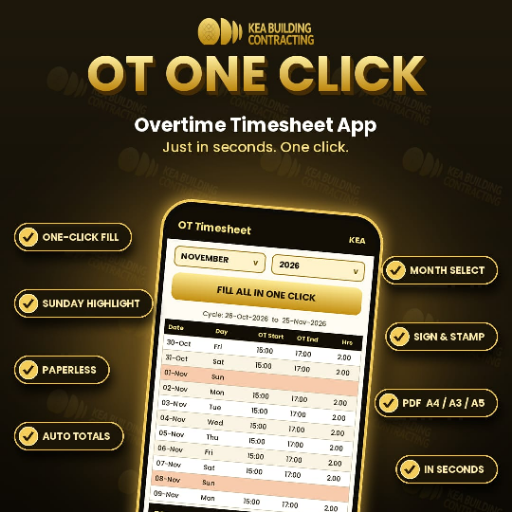 KEA BUILDING
CONTRACTING
OT ONE CLICK
Overtime Timesheet App
Just in seconds. One click.
ONE-CLICK FILL
SUNDAY HIGHLIGHT
PAPERLESS
AUTO TOTALS
OT Timesheet KEA
NOVEMBER v 2026 v
FILL ALL IN ONE CLICK
Cycle: 26-Oct-2026 to 25-Nov-2026
Date Day OT Start OT End Hrs
30-Oct Fri 15:00 17:00 2.00
31-Oct Sat 15:00 17:00 2.00
01-Nov Sun
02-Nov Mon 15:00 17:00 2.00
03-Nov Tue 15:00 17:00 2.00
04-Nov Wed 15:00 17:00 2.00
05-Nov Thu 15:00 17:00 2.00
06-Nov Fri 15:00 17:00 2.00
07-Nov Sat 15:00 17:00 2.00
08-Nov Sun
09-Nov Mon 15:00 17:00 2.00
MONTH SELECT
SIGN & STAMP
PDF A4 / A3 / A5
IN SECONDS